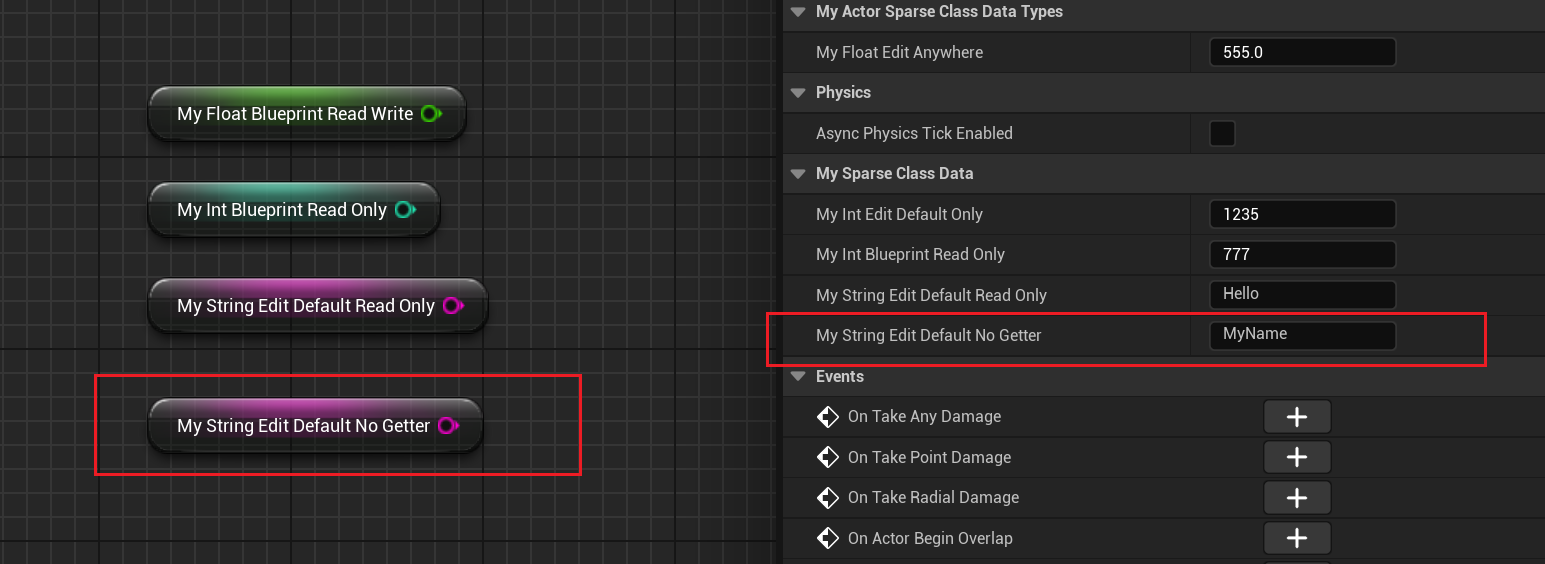 My Float Blueprint Read Write
My Int Blueprint Read Only
My String Edit Default Read Only
My String Edit Default No Getter
My Actor Sparse Class Data Types
My Float Edit Anywhere 555.0
Physics
Async Physics Tick Enabled
My Sparse Class Data
My Int Edit Default Only 1235
My Int Blueprint Read Only 777
My String Edit Default Read Only Hello
My String Edit Default No Getter MyName
Events
On Take Any Damage
On Take Point Damage
On Take Radial Damage
On Actor Begin Overlap